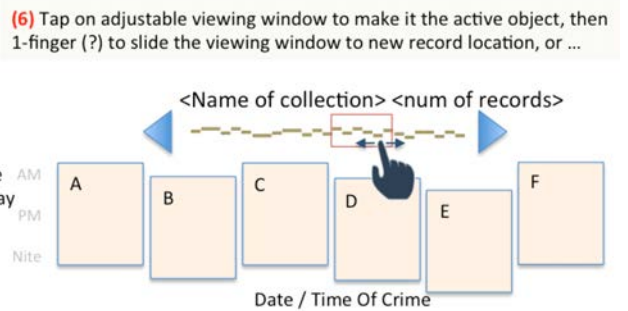 (6) Tap on adjustable viewing window to make it the active object, then
1-finger (?) to slide the viewing window to new record location, or ...
<Name of collection> <num of records>
AM
ay
PM
Nite
A
B
C
D
E
F
Date / Time Of Crime